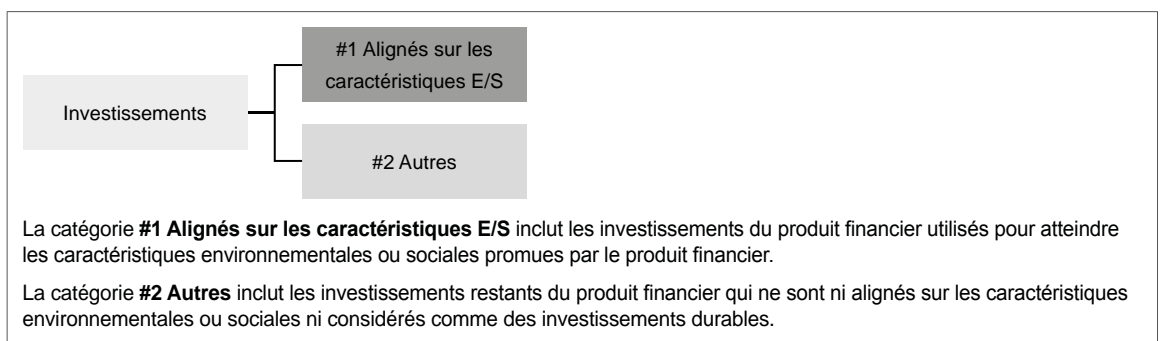 #1 Alignés sur les
caractéristiques E/S
Investissements
#2 Autres
La catégorie #1 Alignés sur les caractéristiques E/S inclut les investissements du produit financier utilisés pour atteindre
les caractéristiques environnementales ou sociales promues par le produit financier.
La catégorie #2 Autres inclut les investissements restants du produit financier qui ne sont ni alignés sur les caractéristiques
environnementales ou sociales ni considérés comme des investissements durables.